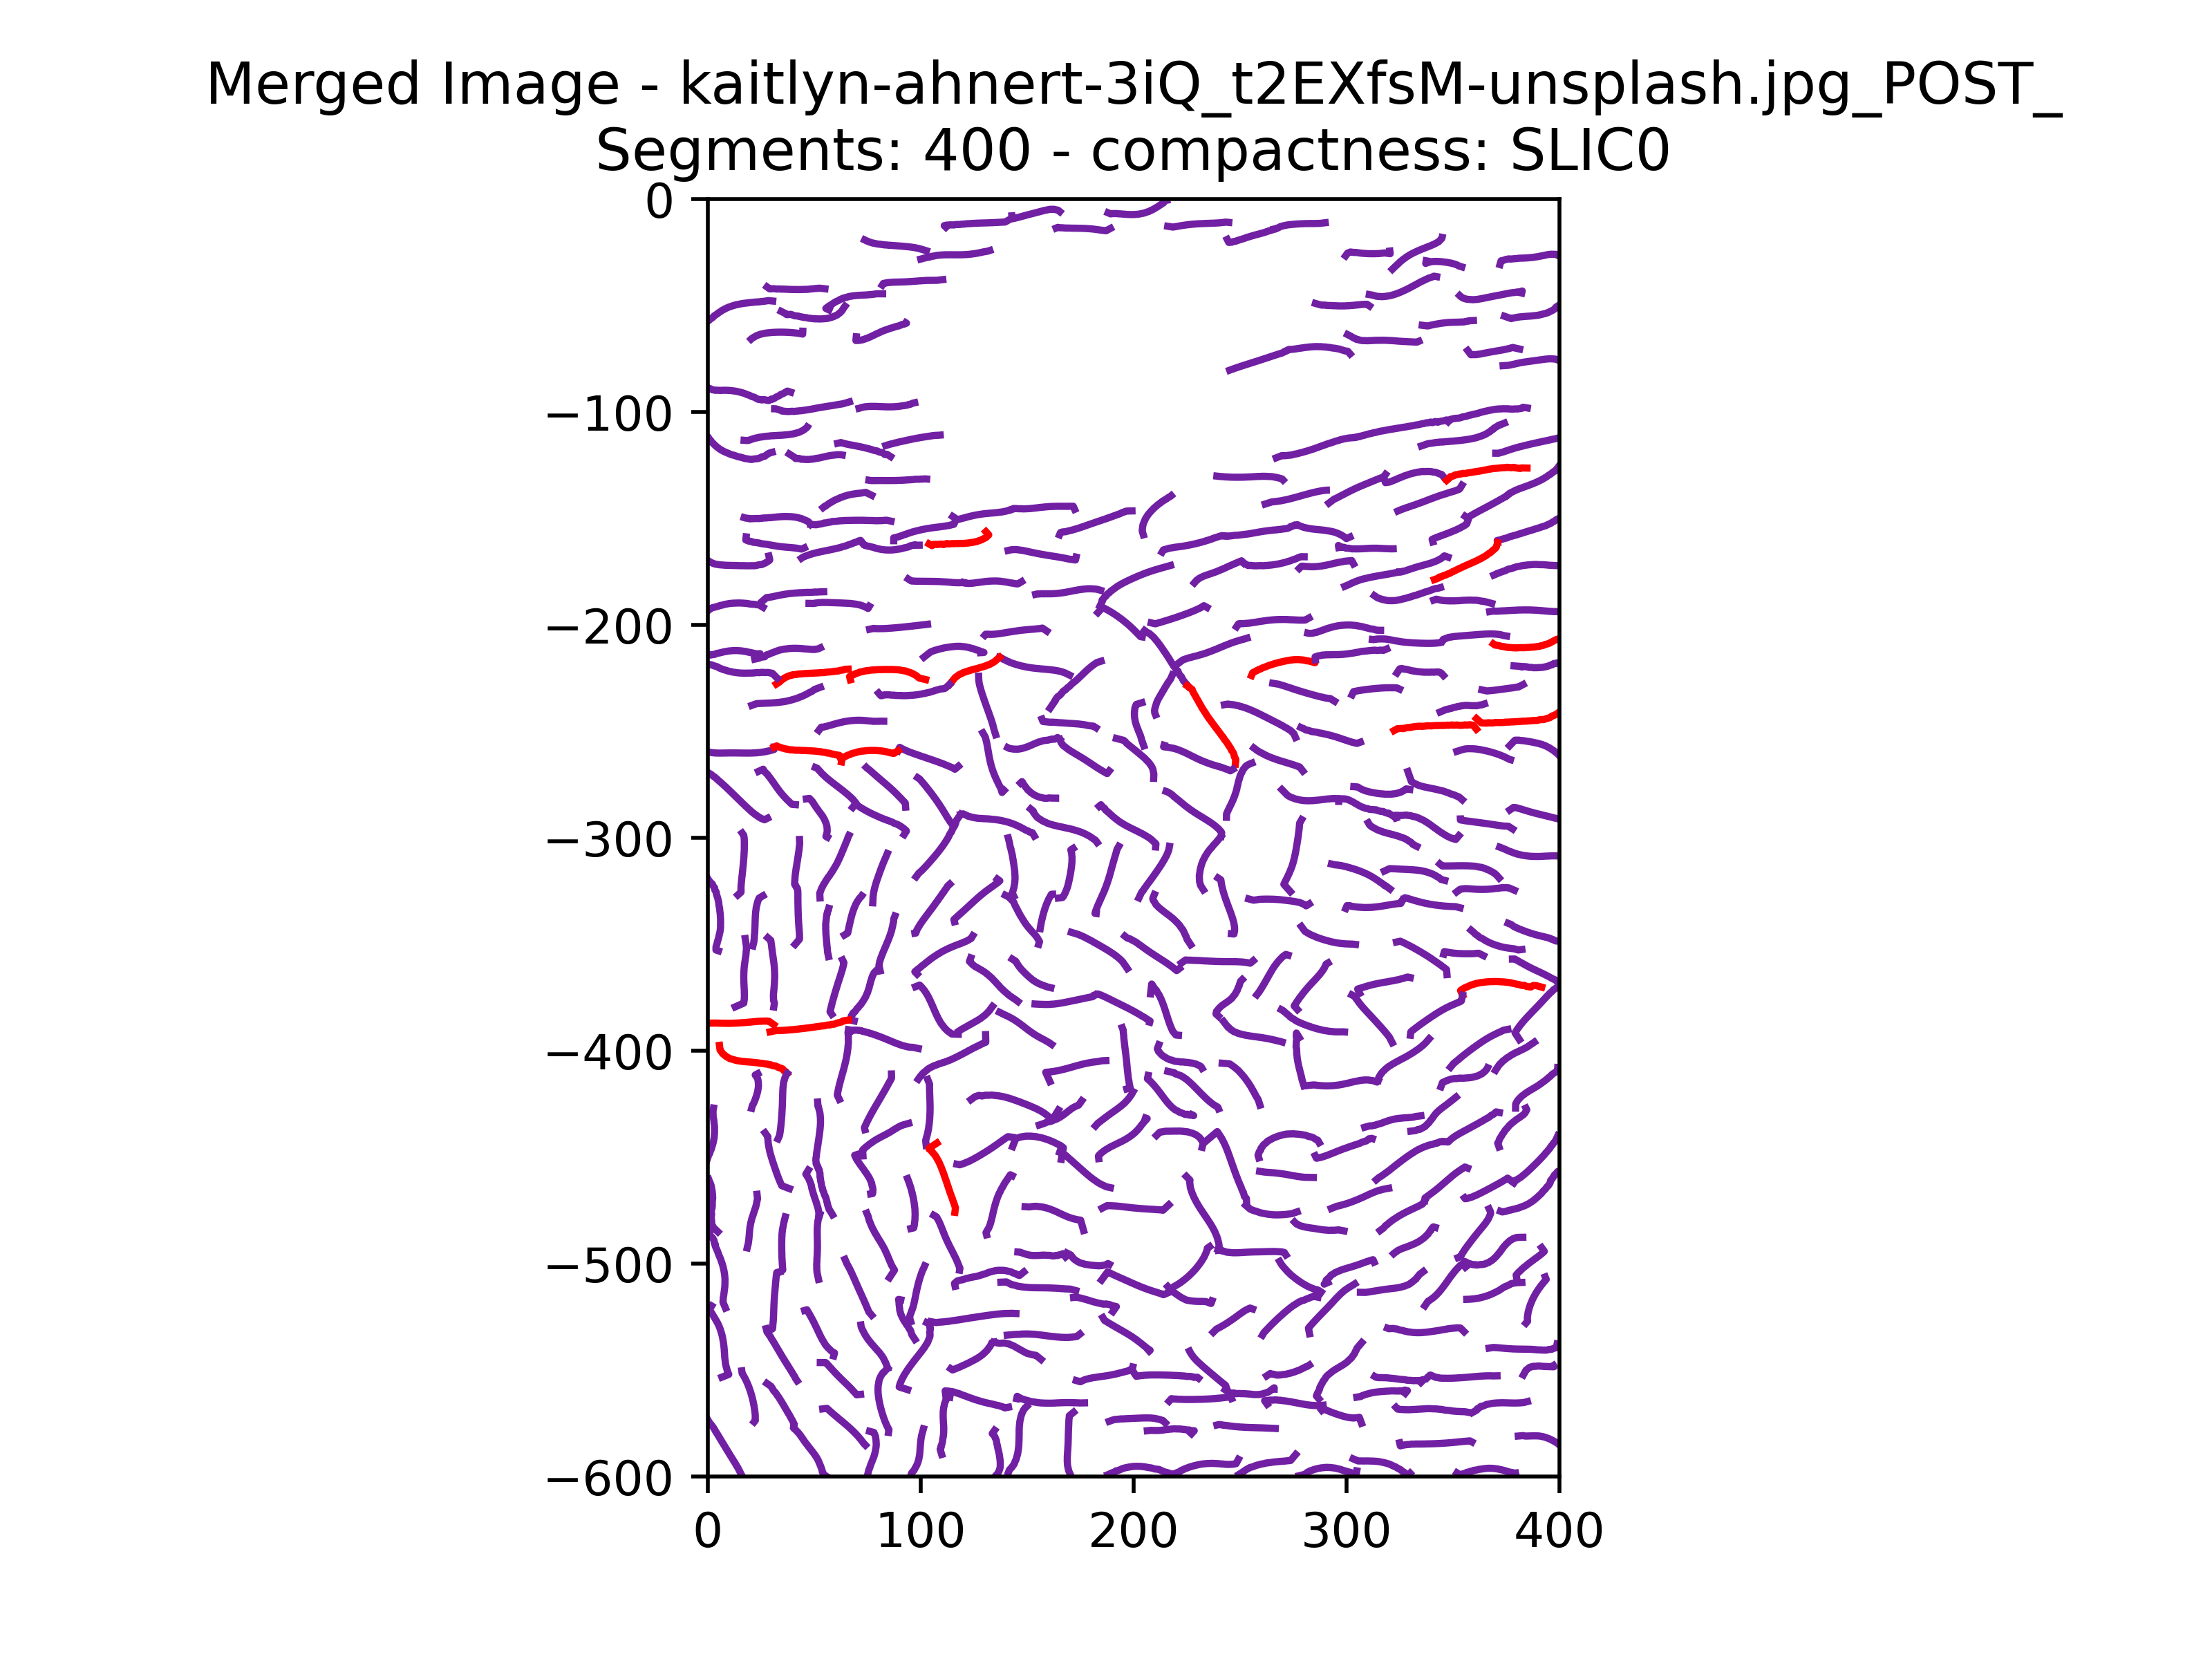 Merged Image - kaitlyn-ahnert-3iQ_t2EXfsM-unsplash.jpg_POST_
Segments: 400 - compactness: SLIC0
0
−100
−200
−300
−400
−500
−600
0 100 200 300 400